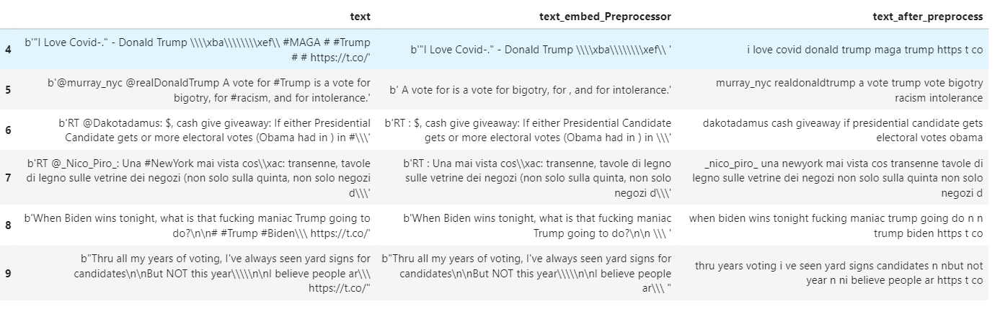 text text_embed_Preprocessor text_after_preprocess
4
b'"I Love Covid-." - Donald Trump \\\\xba\\\\\\\\xef\\ #MAGA # #Trump
# # https://t.co/'
b'"I Love Covid-." - Donald Trump \\\\xba\\\\\\\\xef\\ '
i love covid donald trump maga trump https t co
5
b'@murray_nyc @realDonaldTrump A vote for #Trump is a vote for
bigotry, for #racism, and for intolerance.'
b' A vote for is a vote for bigotry, for , and for intolerance.'
murray_nyc realdonaldtrump a vote trump vote bigotry
racism intolerance
6
b'RT @Dakotadamus: $, cash give giveaway: If either Presidential
Candidate gets or more electoral votes (Obama had in ) in #\\\'
b'RT : $, cash give giveaway: If either Presidential Candidate
gets or more electoral votes (Obama had in ) in \\\'
dakotadamus cash giveaway if presidential candidate gets
electoral votes obama
7
b'RT @_Nico_Piro_: Una #NewYork mai vista cos\\xac: transenne, tavole
di legno sulle vetrine dei negozi (non solo sulla quinta, non solo negozi
d\\\'
b'RT : Una mai vista cos\\xac: transenne, tavole di legno
sulle vetrine dei negozi (non solo sulla quinta, non solo
negozi d\\\'
_nico_piro_ una newyork mai vista cos transenne tavole di
legno sulle vetrine dei negozi non solo sulla quinta non solo
negozi d
8
b'When Biden wins tonight, what is that fucking maniac Trump going to
do?\n\n# #Trump #Biden\\\ https://t.co/'
b'When Biden wins tonight, what is that fucking maniac
Trump going to do?\n\n \\\ '
when biden wins tonight fucking maniac trump going do n n
trump biden https t co
9
b"Thru all my years of voting, I've always seen yard signs for
candidates\n\nBut NOT this year\\\\\n\nI believe people ar\\\
https://t.co/"
b"Thru all my years of voting, I've always seen yard signs for
candidates\n\nBut NOT this year\\\\\n\nI believe people
ar\\\ "
thru years voting i ve seen yard signs candidates n nbut not
year n ni believe people ar https t co